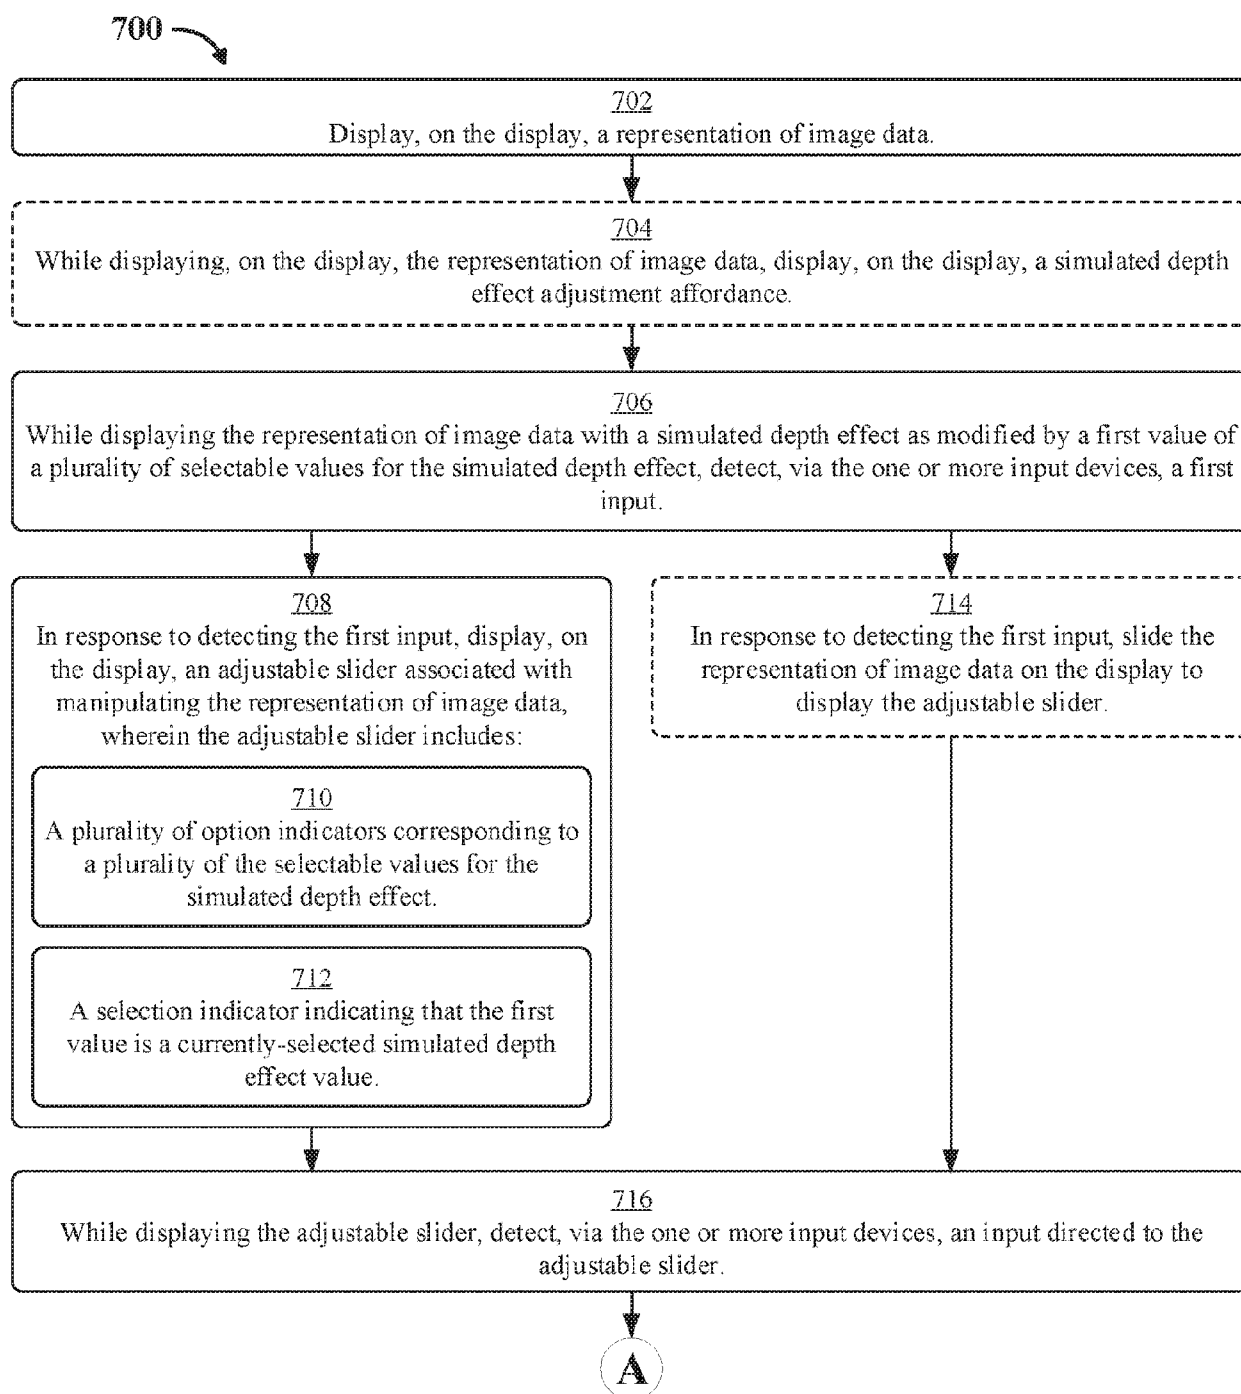 700
702
Display, on the display, a representation of image data.
704
While displaying, on the display, the representation of image data, display, on the display, a simulated depth
effect adjustment affordance.
706
While displaying the representation of image data with a simulated depth effect as modified by a first value of
a plurality of selectable values for the simulated depth effect, detect, via the one or more input devices, a first
input.
708
In response to detecting the first input, display, on
the display, an adjustable slider associated with
manipulating the representation of image data,
wherein the adjustable slider includes:
710
A plurality of option indicators corresponding to
a plurality of the selectable values for the
simulated depth effect.
712
A selection indicator indicating that the first
value is a currently-selected simulated depth
effect value.
714
In response to detecting the first input, slide the
representation of image data on the display to
display the adjustable slider.
716
While displaying the adjustable slider, detect, via the one or more input devices, an input directed to the
adjustable slider.
A